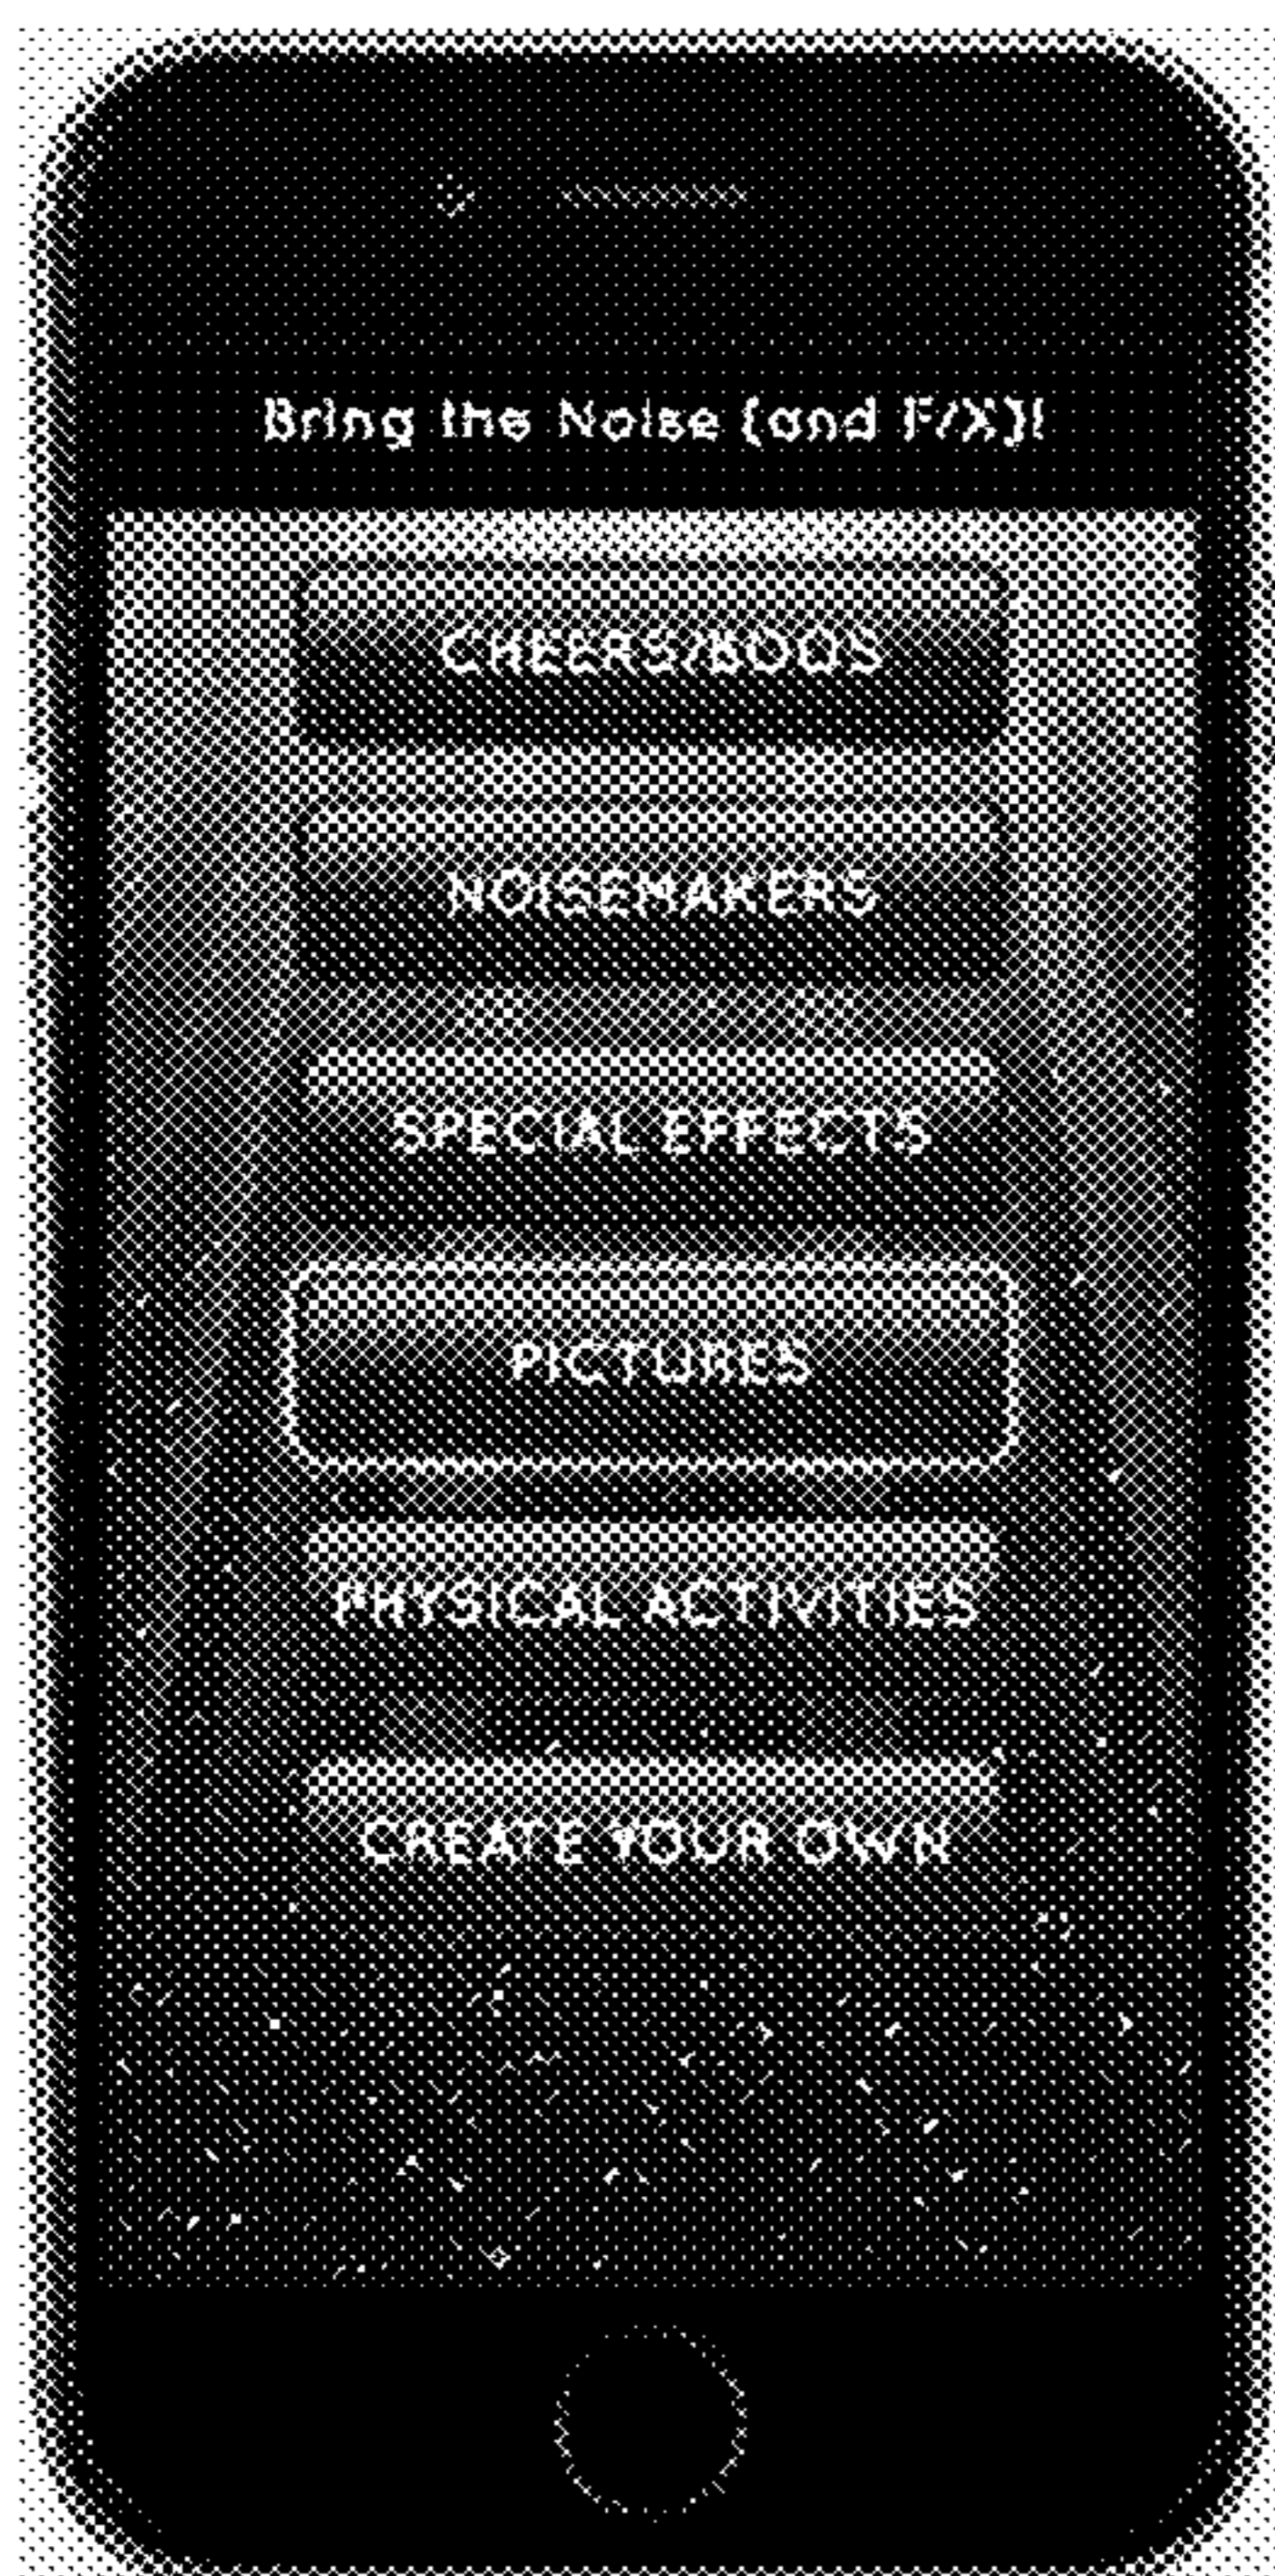 Bring the Noise (and F/X)!
CHEERS/BOOS
NOISEMAKERS
SPECIAL EFFECTS
PICTURES
PHYSICAL ACTIVITIES
CREATE YOUR OWN